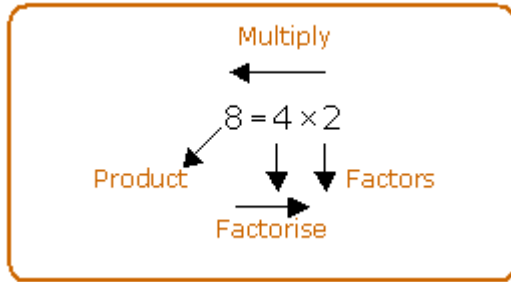 Multiply
8 = 4 × 2
Product
Factors
Factorise